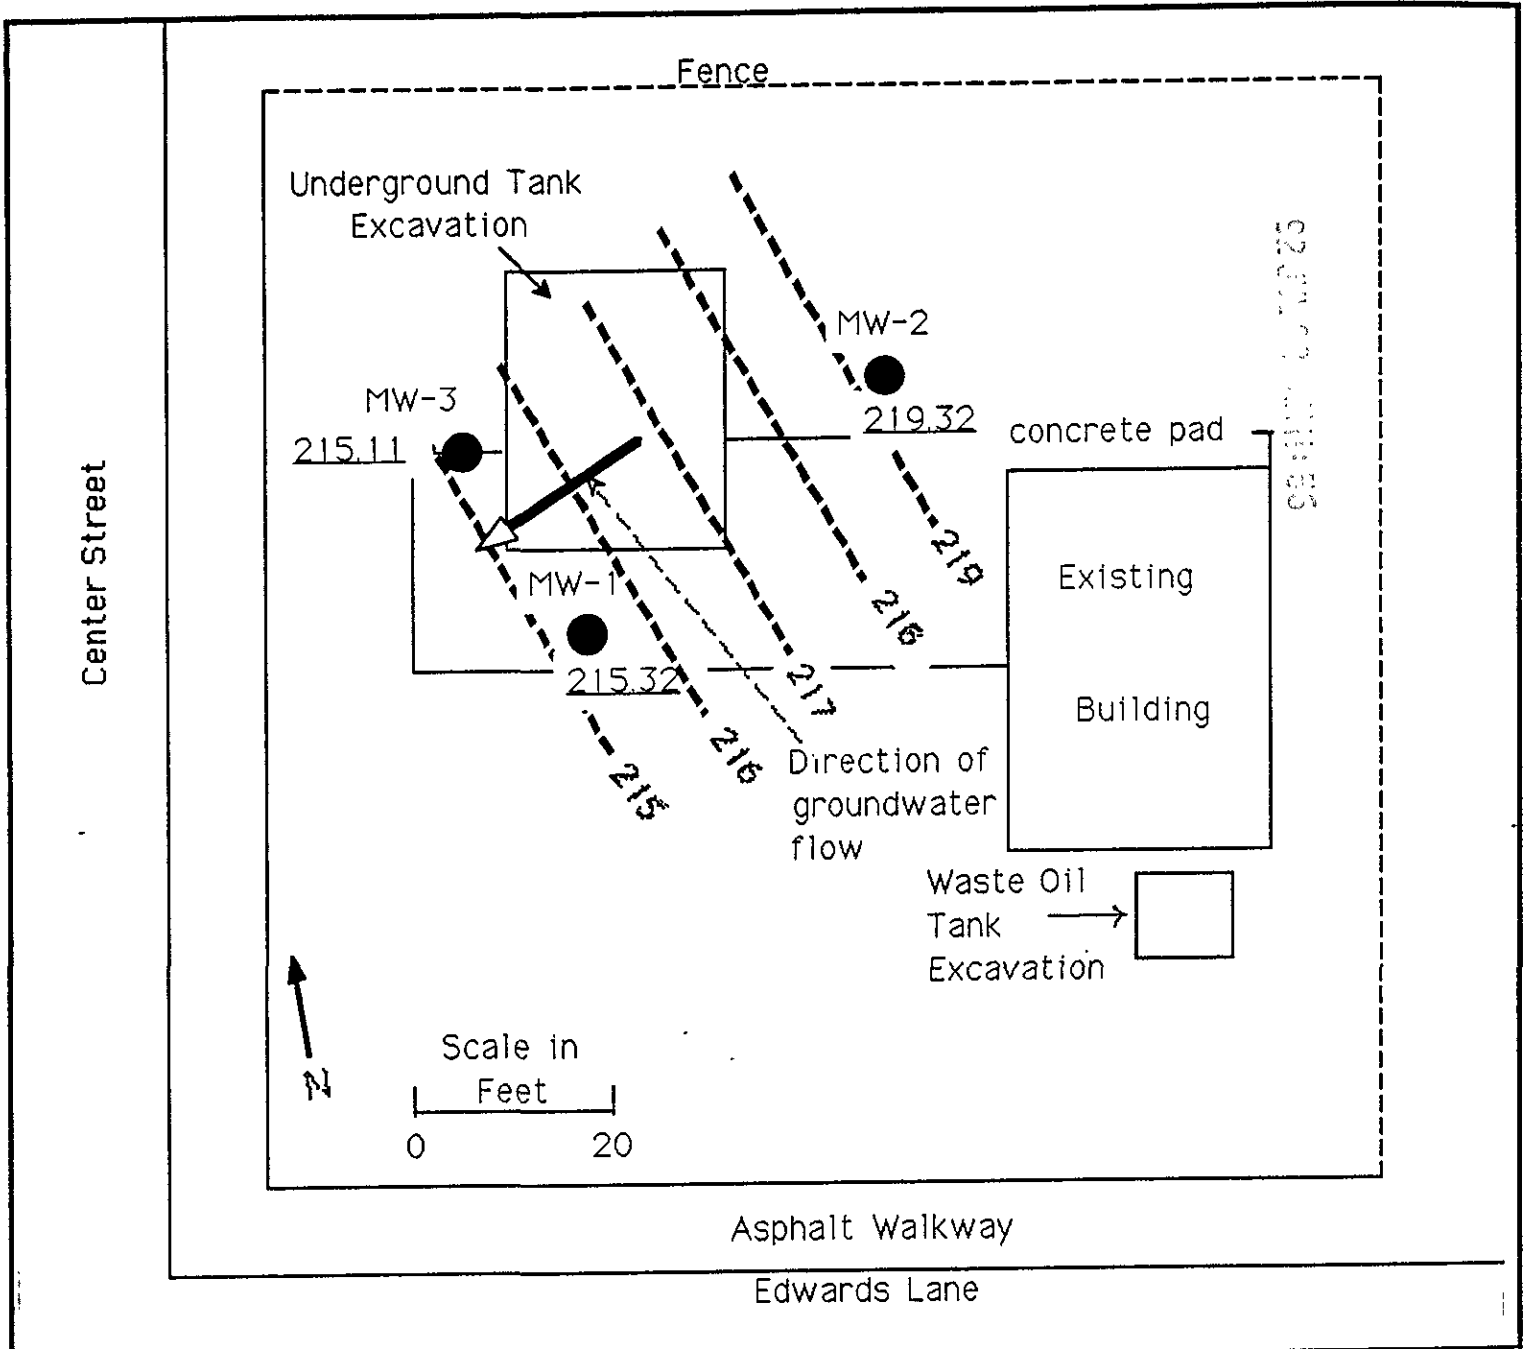 Fence
Underground Tank
Excavation
MW-2
219.32
MW-3
215.11
concrete pad
Center Street
Existing
Building
MW-1
215.32
219
216
217
216
215
Direction of
groundwater
flow
Waste Oil
Tank
Excavation
N
Scale in
Feet
0
20
Asphalt Walkway
Edwards Lane